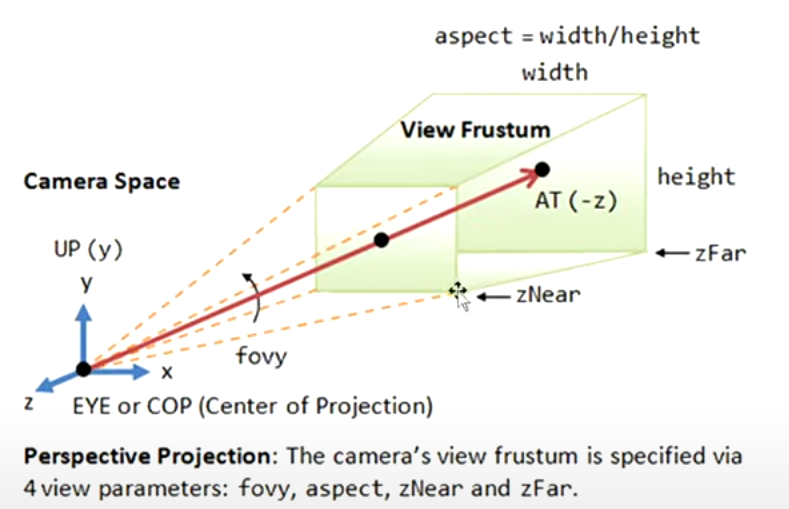 aspect = width/height
width
View Frustum
Camera Space
height
AT (-z)
UP (y)
zFar
y
zNear
fovy
x
z
EYE or COP (Center of Projection)
Perspective Projection: The camera's view frustum is specified via
4 view parameters: fovy, aspect, zNear and zFar.